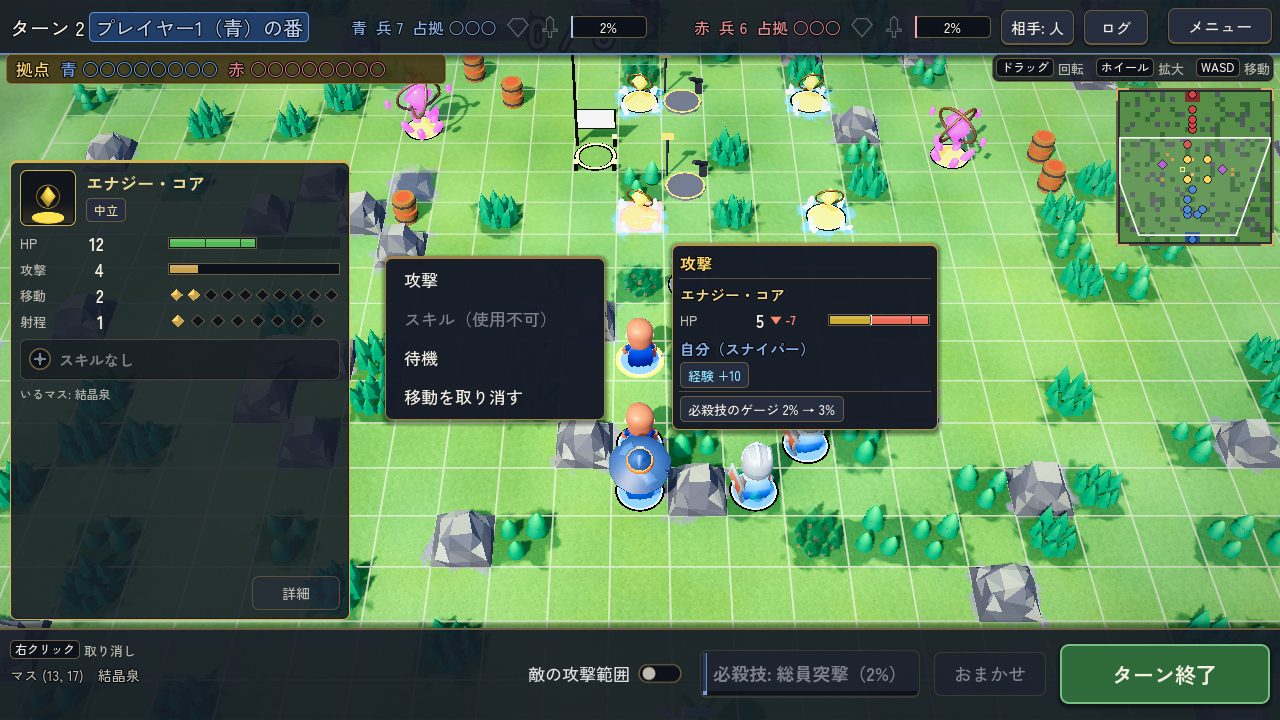 ターン 2 プレイヤー1（青）の番
青 兵 7 占拠 2%
赤 兵 6 占拠 2%
相手: 人
ログ
メニュー
拠点 青 赤
ドラッグ 回転 ホイール 拡大 WASD 移動
エナジー・コア
中立
HP 12
攻撃 4
移動 2
射程 1
スキルなし
いるマス: 結晶泉
詳細
攻撃
スキル（使用不可）
待機
移動を取り消す
攻撃
エナジー・コア
HP 5 ▼ -7
自分（スナイパー）
経験 +10
必殺技のゲージ 2% → 3%
右クリック 取り消し
マス (13, 17) 結晶泉
敵の攻撃範囲
必殺技: 総員突撃（2%）
おまかせ
ターン終了